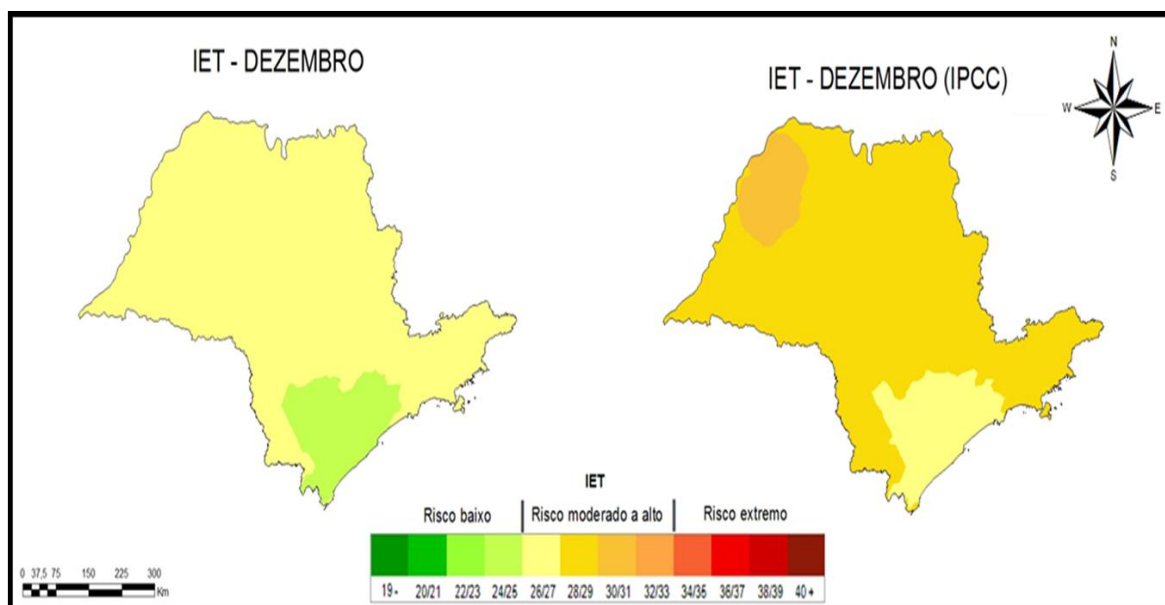 IET - DEZEMBRO
IET - DEZEMBRO (IPCC)
N
W
E
S
IET
Risco baixo
Risco moderado a alto
Risco extremo
19 -
20/21
22/23
24/25
26/27
28/29
30/31
32/33
34/35
36/37
38/39
40 +
0 37,5 75 150 225 300
Km